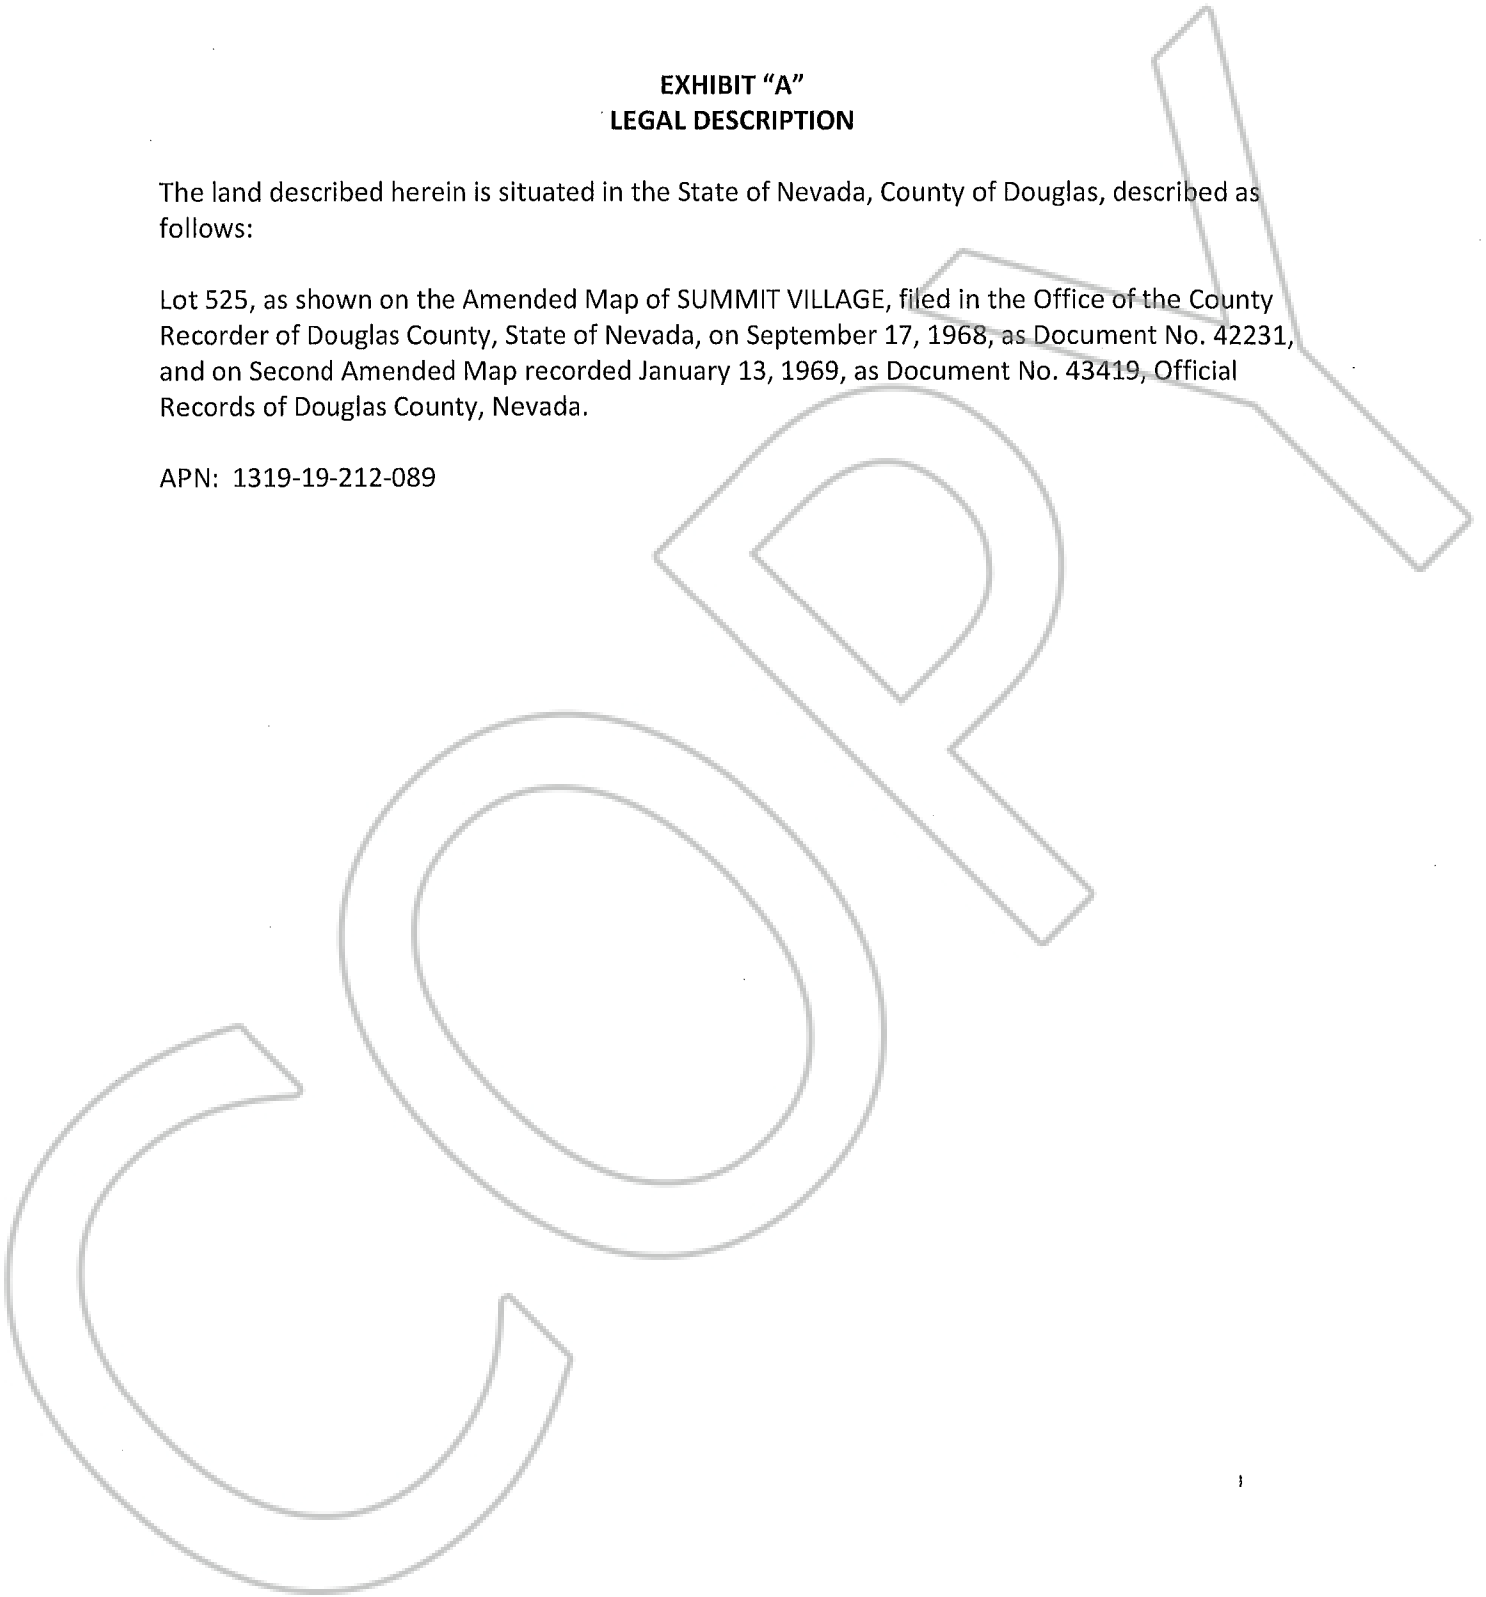 EXHIBIT “A”
LEGAL DESCRIPTION
The land described herein is situated in the State of Nevada, County of Douglas, described as
follows:
Lot 525, as shown on the Amended Map of SUMMIT VILLAGE, filed in the Office of the County
Recorder of Douglas County, State of Nevada, on September 17, 1968, as Document No. 42231,
and on Second Amended Map recorded January 13, 1969, as Document No. 43419, Official
Records of Douglas County, Nevada.
APN: 1319-19-212-089
COPY